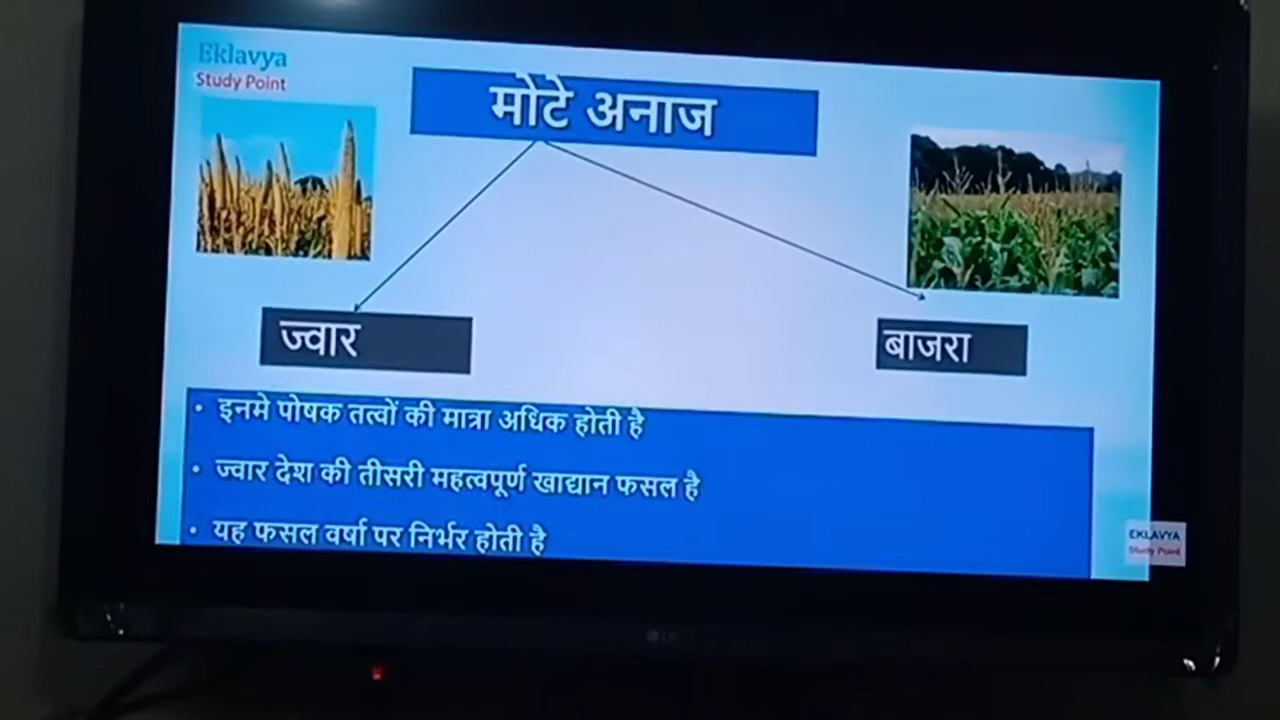 Eklavya
Study Point
मोटे अनाज
ज्वार
बाजरा
• इनमे पोषक तत्वों की मात्रा अधिक होती है
• ज्वार देश की तीसरी महत्वपूर्ण खाद्यान फसल है
• यह फसल वर्षा पर निर्भर होती है
EKLAVYA
Study Point
LG